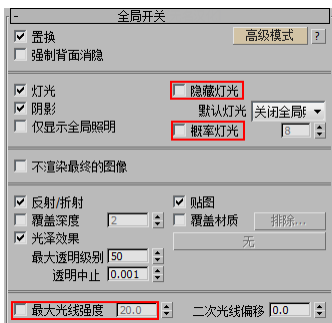 - 全局开关
置换 高级模式 ?
强制背面消隐
灯光 隐藏灯光
阴影 默认灯光 关闭全局
仅显示全局照明 概率灯光 8
不渲染最终的图像
反射/折射 贴图
覆盖深度 2 覆盖材质 排除...
光泽效果 无
最大透明级别 50
透明中止 0.001
最大光线强度 20.0 二次光线偏移 0.0